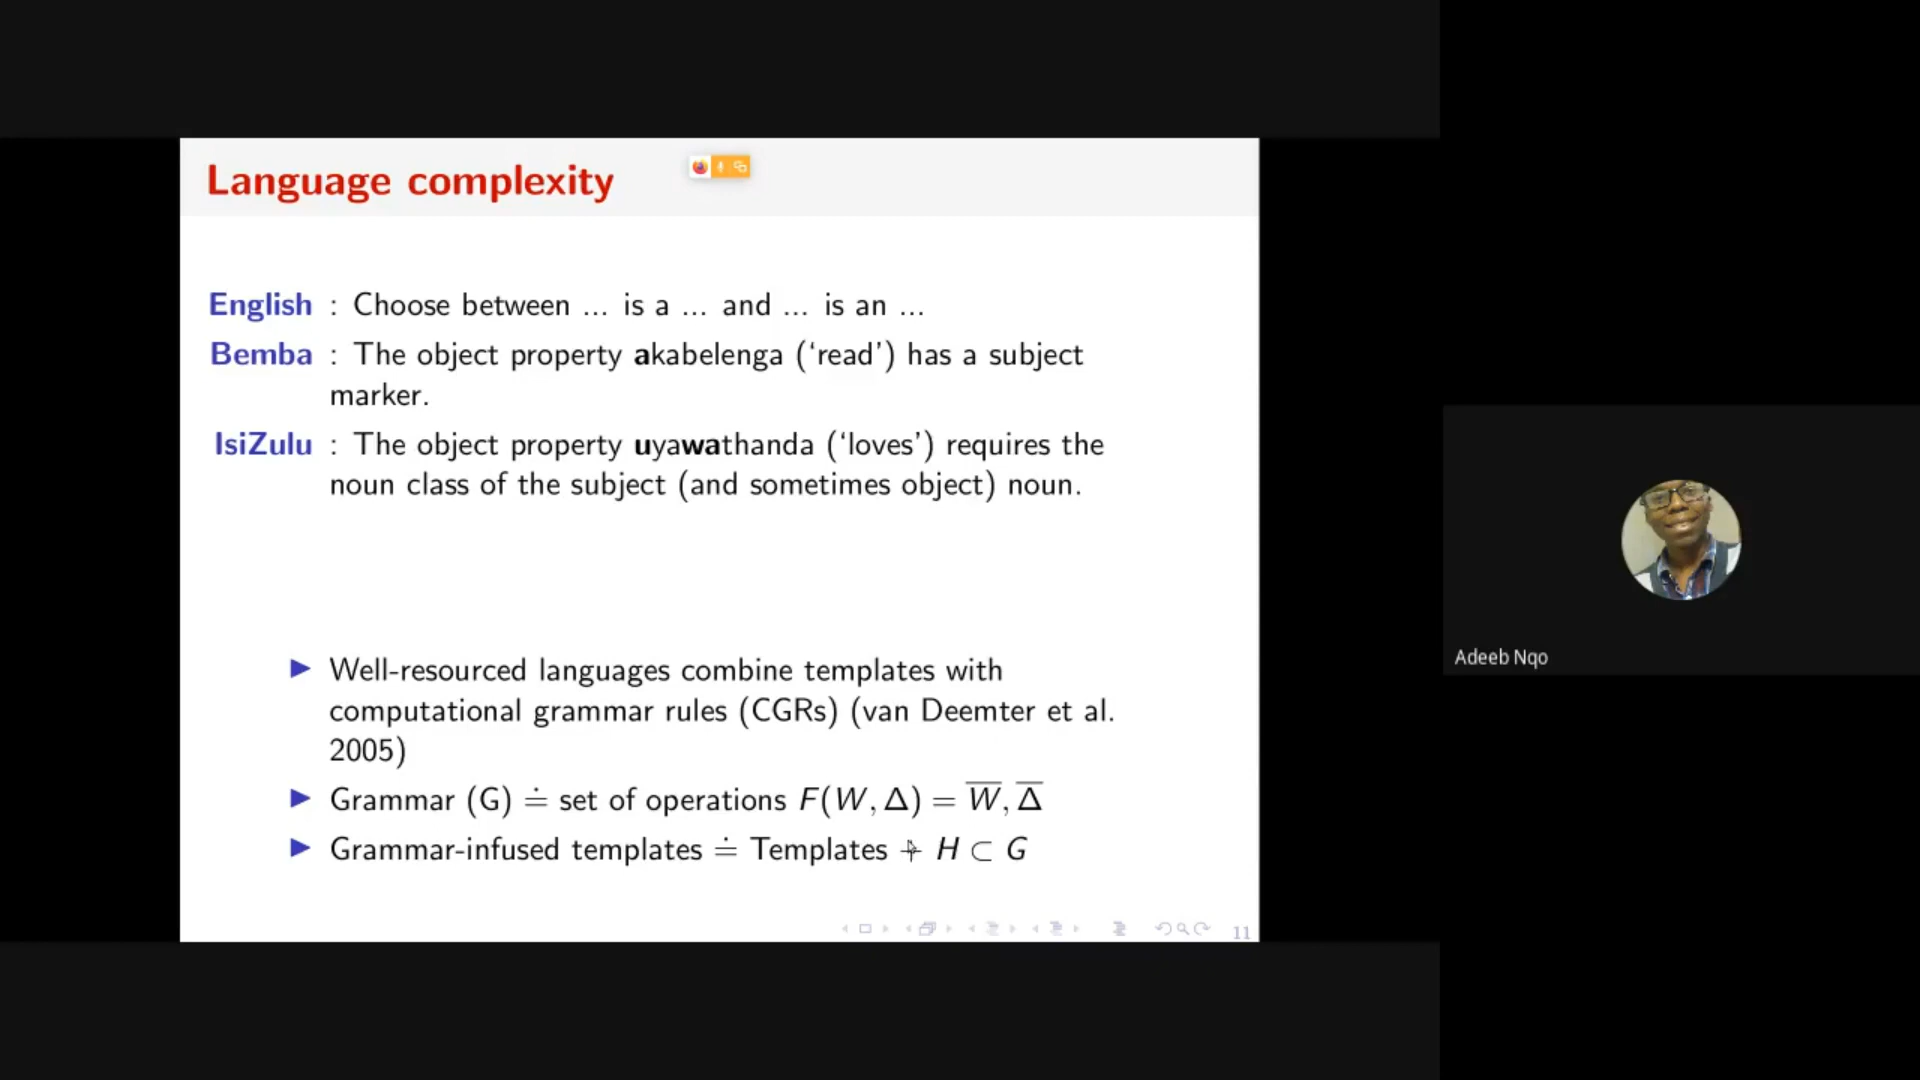 Language complexity
English : Choose between ... is a ... and ... is an ...
Bemba : The object property akabelenga (‘read’) has a subject
marker.
IsiZulu : The object property uyawathanda (‘loves’) requires the
noun class of the subject (and sometimes object) noun.
Well-resourced languages combine templates with
computational grammar rules (CGRs) (van Deemter et al.
2005)
Grammar (G) ≐ set of operations F(W, Δ) = W̅, Δ̅
Grammar-infused templates ≐ Templates + H ⊂ G
11
Adeeb Nqo